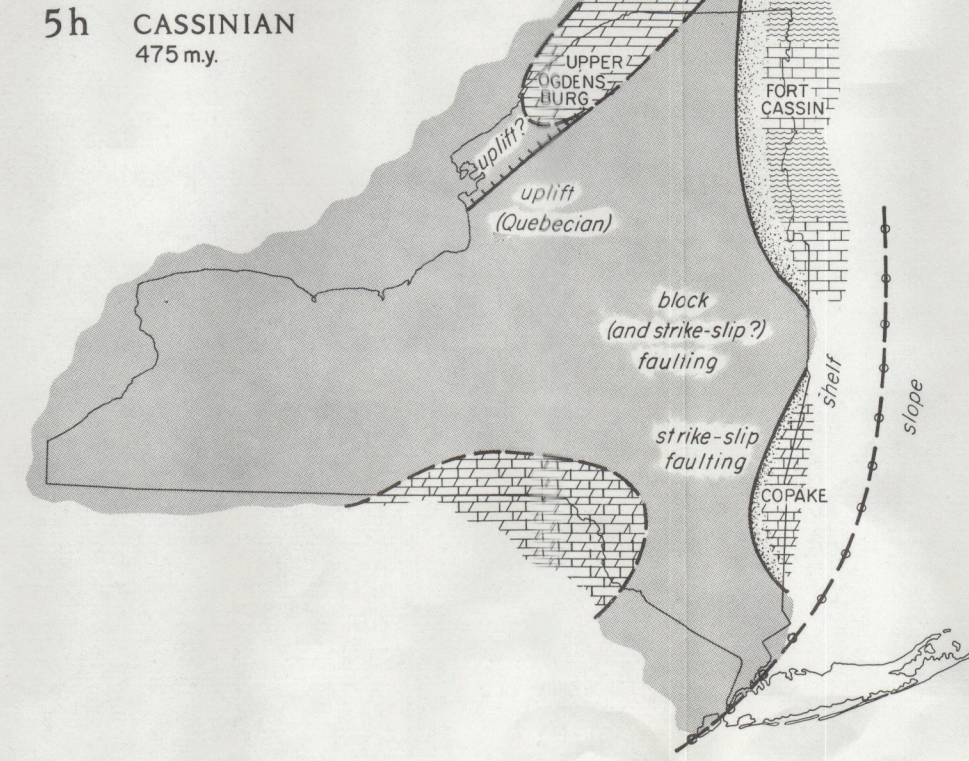 5h CASSINIAN
475 m.y.
UPPER
OGDENS-
BURG
FORT
CASSIN
uplift?
uplift
(Quebecian)
block
(and strike-slip?)
faulting
shelf
slope
strike-slip
faulting
COPAKE